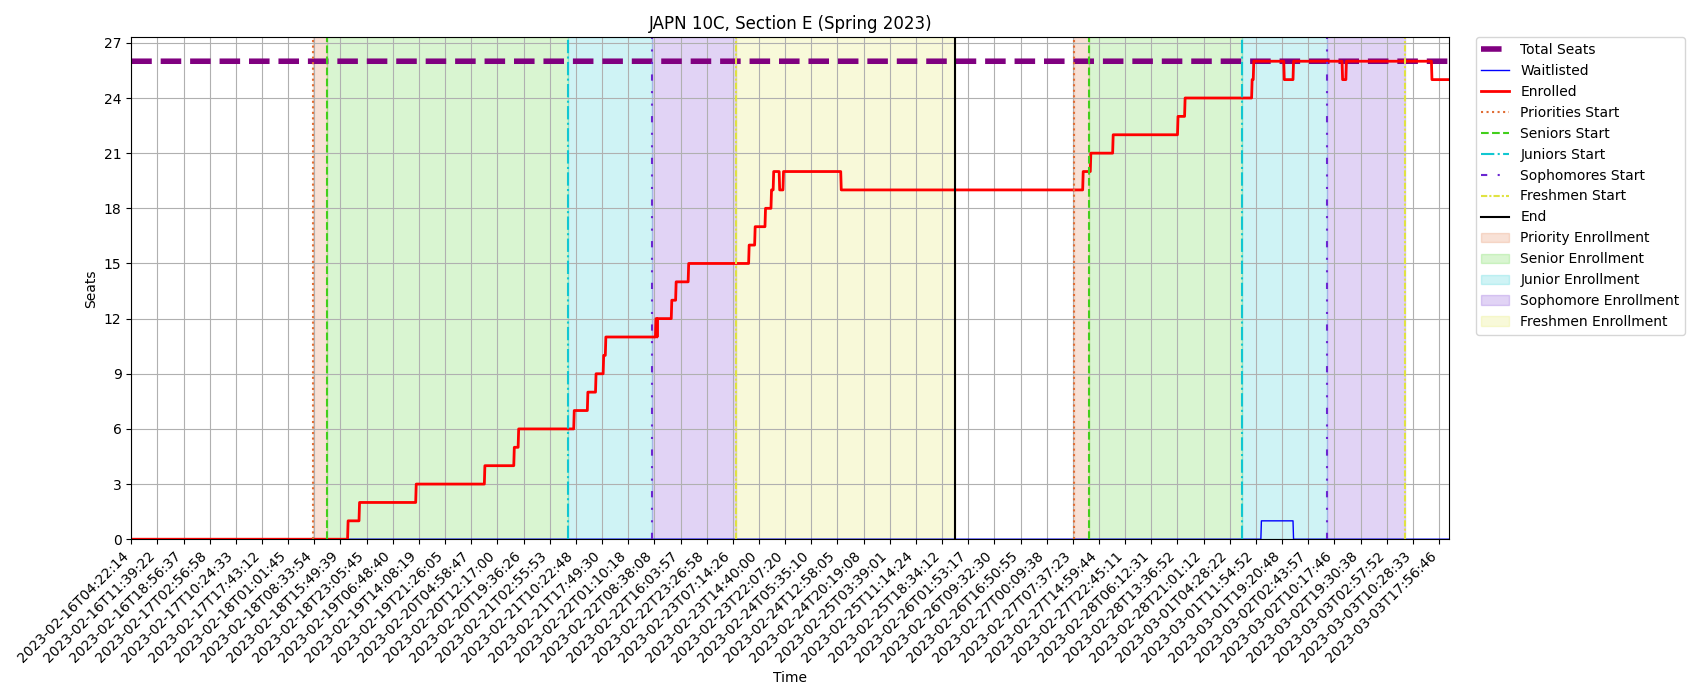 JAPN 10C, Section E (Spring 2023)
27
24
21
18
15
12
9
6
3
0
Seats
2023-02-16T04:22:14
2023-02-16T11:39:22
2023-02-16T18:56:37
2023-02-17T02:56:58
2023-02-17T10:24:33
2023-02-17T17:43:12
2023-02-18T01:01:45
2023-02-18T08:33:54
2023-02-18T15:49:39
2023-02-18T23:05:45
2023-02-19T06:48:40
2023-02-19T14:08:19
2023-02-19T21:26:05
2023-02-20T04:58:47
2023-02-20T12:17:00
2023-02-20T19:36:26
2023-02-21T02:55:53
2023-02-21T10:22:48
2023-02-21T17:49:30
2023-02-22T01:10:18
2023-02-22T08:38:08
2023-02-22T16:03:57
2023-02-22T23:26:58
2023-02-23T07:14:26
2023-02-23T14:40:00
2023-02-23T22:07:20
2023-02-24T05:35:10
2023-02-24T12:58:05
2023-02-24T20:19:08
2023-02-25T03:39:01
2023-02-25T11:14:24
2023-02-25T18:34:12
2023-02-26T01:53:17
2023-02-26T09:32:30
2023-02-26T16:50:55
2023-02-27T00:09:38
2023-02-27T07:37:23
2023-02-27T14:59:44
2023-02-27T22:45:11
2023-02-28T06:12:31
2023-02-28T13:36:52
2023-02-28T21:01:12
2023-03-01T04:28:22
2023-03-01T11:54:52
2023-03-01T19:20:48
2023-03-02T02:43:57
2023-03-02T10:17:46
2023-03-02T19:30:38
2023-03-03T02:57:52
2023-03-03T10:28:33
2023-03-03T17:56:46
Time
Total Seats
Waitlisted
Enrolled
Priorities Start
Seniors Start
Juniors Start
Sophomores Start
Freshmen Start
End
Priority Enrollment
Senior Enrollment
Junior Enrollment
Sophomore Enrollment
Freshmen Enrollment